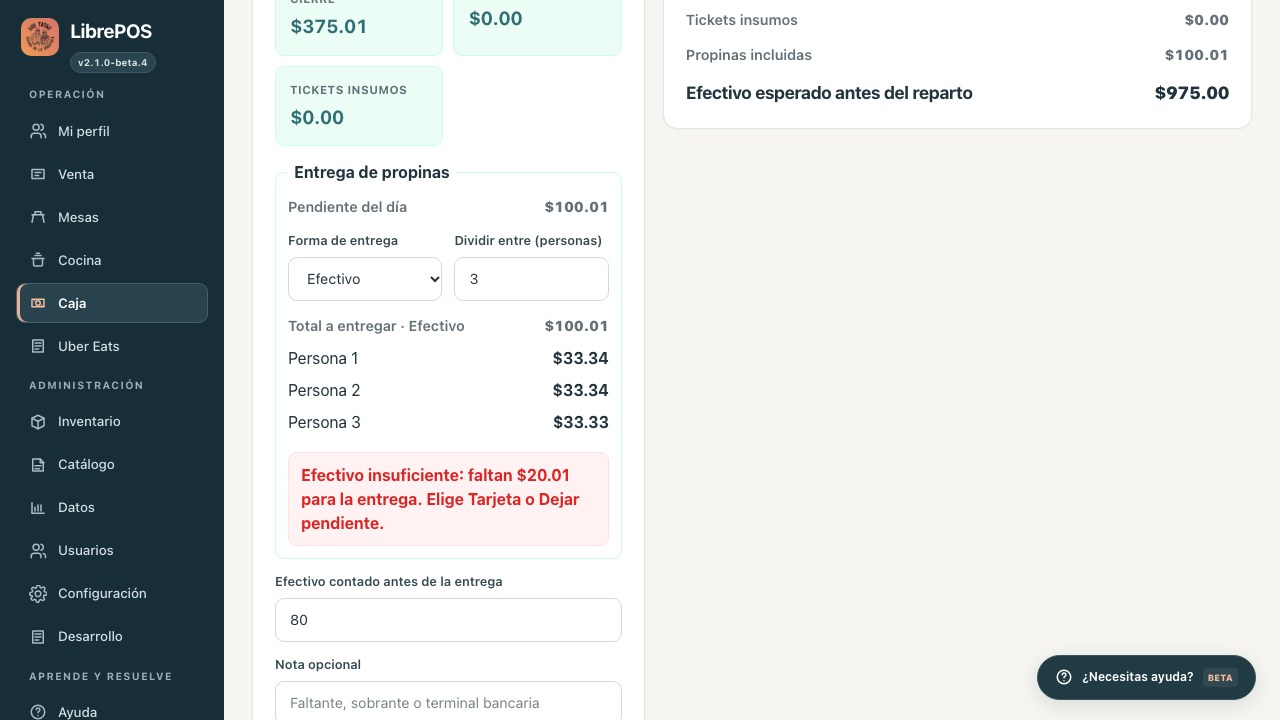 LibrePOS
v2.1.0-beta.4
OPERACIÓN
Mi perfil
Venta
Mesas
Cocina
Caja
Uber Eats
ADMINISTRACIÓN
Inventario
Catálogo
Datos
Usuarios
Configuración
Desarrollo
APRENDE Y RESUELVE
Ayuda
CIERRE
$375.01
$0.00
TICKETS INSUMOS
$0.00
Entrega de propinas
Pendiente del día $100.01
Forma de entrega Dividir entre (personas)
Efectivo 3
Total a entregar · Efectivo $100.01
Persona 1 $33.34
Persona 2 $33.34
Persona 3 $33.33
Efectivo insuficiente: faltan $20.01
para la entrega. Elige Tarjeta o Dejar
pendiente.
Efectivo contado antes de la entrega
80
Nota opcional
Faltante, sobrante o terminal bancaria
Tickets insumos $0.00
Propinas incluidas $100.01
Efectivo esperado antes del reparto $975.00
¿Necesitas ayuda? BETA